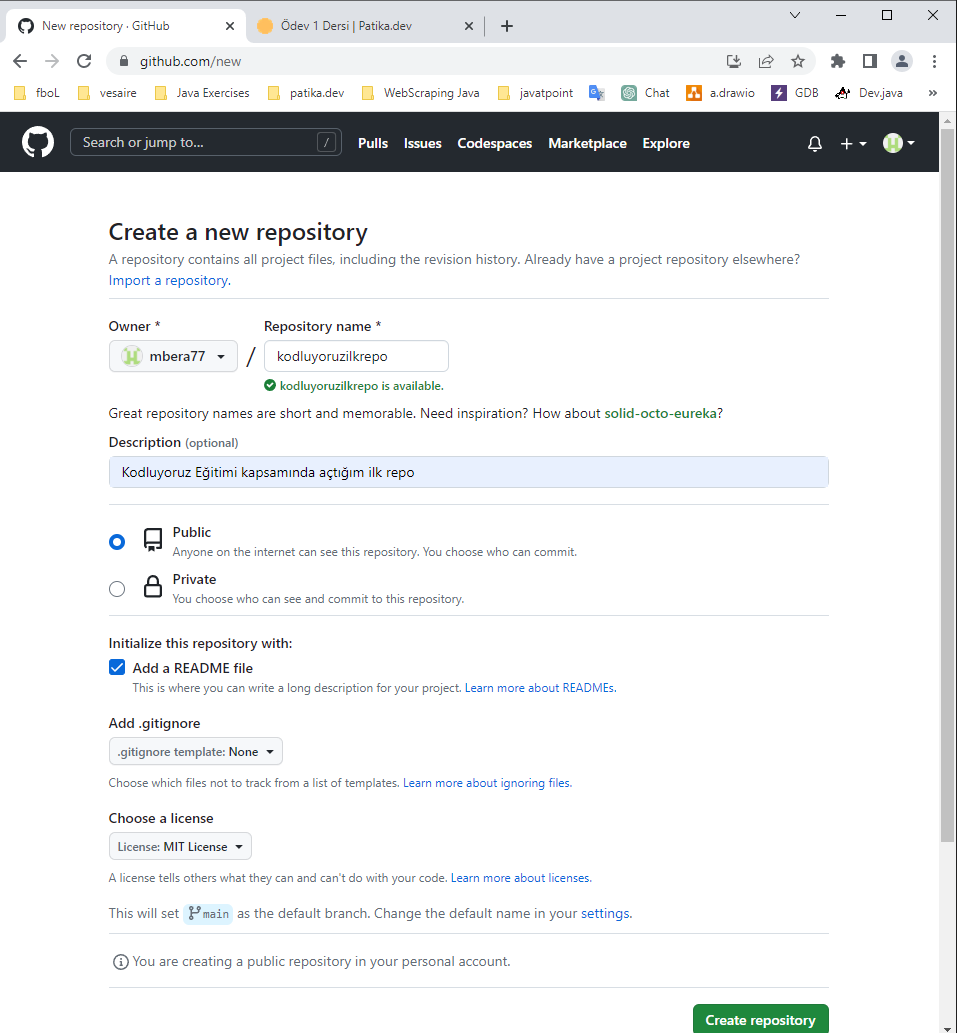 New repository · GitHub
Ödev 1 Dersi | Patika.dev
github.com/new
fboL vesaire Java Exercises patika.dev WebScraping Java javatpoint Chat a.drawio GDB Dev.java »
Search or jump to... / Pulls Issues Codespaces Marketplace Explore
Create a new repository
A repository contains all project files, including the revision history. Already have a project repository elsewhere?
Import a repository.
Owner * Repository name *
mbera77 / kodluyoruzilkrepo
kodluyoruzilkrepo is available.
Great repository names are short and memorable. Need inspiration? How about solid-octo-eureka?
Description (optional)
Kodluyoruz Eğitimi kapsamında açtığım ilk repo
Public
Anyone on the internet can see this repository. You choose who can commit.
Private
You choose who can see and commit to this repository.
Initialize this repository with:
Add a README file
This is where you can write a long description for your project. Learn more about READMEs.
Add .gitignore
.gitignore template: None
Choose which files not to track from a list of templates. Learn more about ignoring files.
Choose a license
License: MIT License
A license tells others what they can and can't do with your code. Learn more about licenses.
This will set main as the default branch. Change the default name in your settings.
You are creating a public repository in your personal account.
Create repository